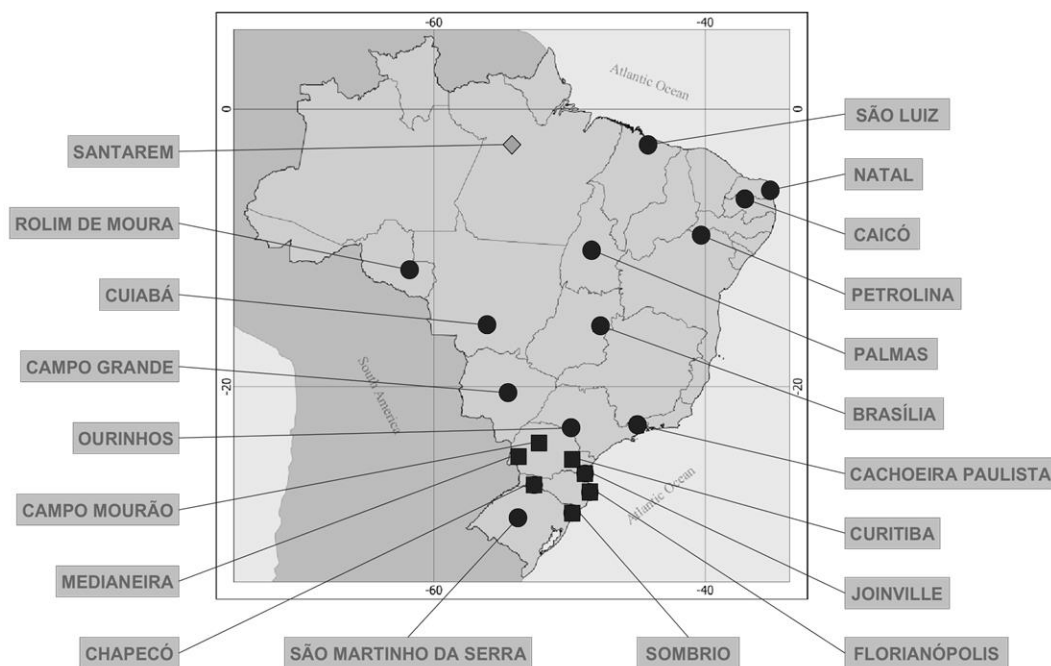 -60
-40
Atlantic Ocean
0
0
SÃO LUIZ
SANTAREM
NATAL
ROLIM DE MOURA
CAICÓ
CUIABÁ
PETROLINA
CAMPO GRANDE
PALMAS
South America
-20
-20
BRASÍLIA
OURINHOS
CACHOEIRA PAULISTA
CAMPO MOURÃO
Atlantic Ocean
CURITIBA
MEDIANEIRA
-60
-40
JOINVILLE
CHAPECÓ
SÃO MARTINHO DA SERRA
SOMBRIO
FLORIANÓPOLIS